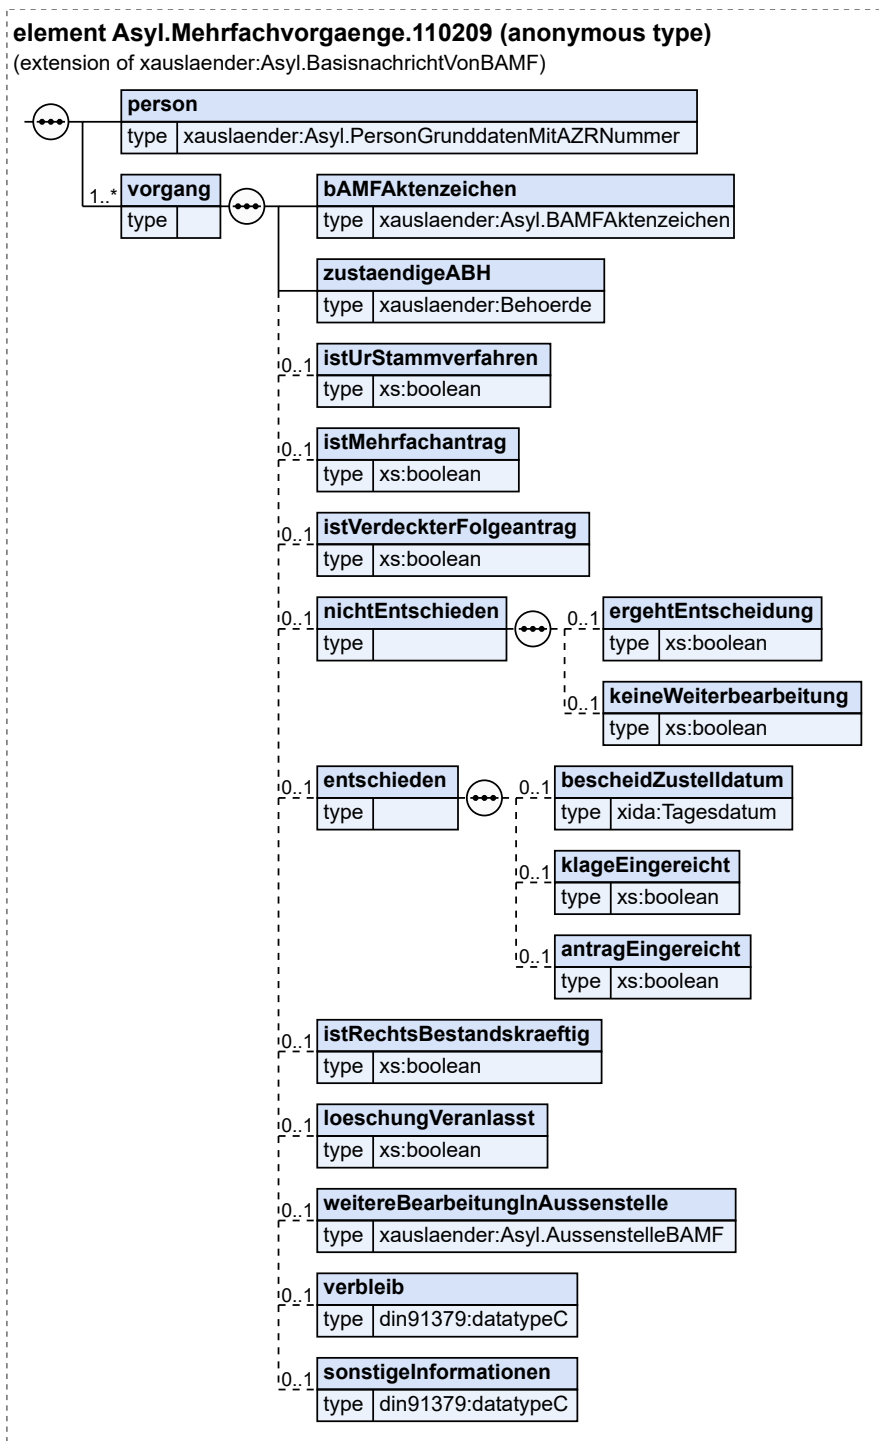 element Asyl.Mehrfachvorgaenge.110209 (anonymous type)
(extension of xauslaender:Asyl.BasisnachrichtVonBAMF)
person
type xauslaender:Asyl.PersonGrunddatenMitAZRNummer
1..* vorgang
type
bAMFAktenzeichen
type xauslaender:Asyl.BAMFAktenzeichen
zustaendigeABH
type xauslaender:Behoerde
0..1 istUrStammverfahren
type xs:boolean
0..1 istMehrfachantrag
type xs:boolean
0..1 istVerdeckterFolgeantrag
type xs:boolean
0..1 nichtEntschieden
type
0..1 ergehtEntscheidung
type xs:boolean
0..1 keineWeiterbearbeitung
type xs:boolean
0..1 entschieden
type
0..1 bescheidZustelldatum
type xida:Tagesdatum
0..1 klageEingereicht
type xs:boolean
0..1 antragEingereicht
type xs:boolean
0..1 istRechtsBestandskraeftig
type xs:boolean
0..1 loeschungVeranlasst
type xs:boolean
0..1 weitereBearbeitungInAussenstelle
type xauslaender:Asyl.AussenstelleBAMF
0..1 verbleib
type din91379:datatypeC
0..1 sonstigeInformationen
type din91379:datatypeC